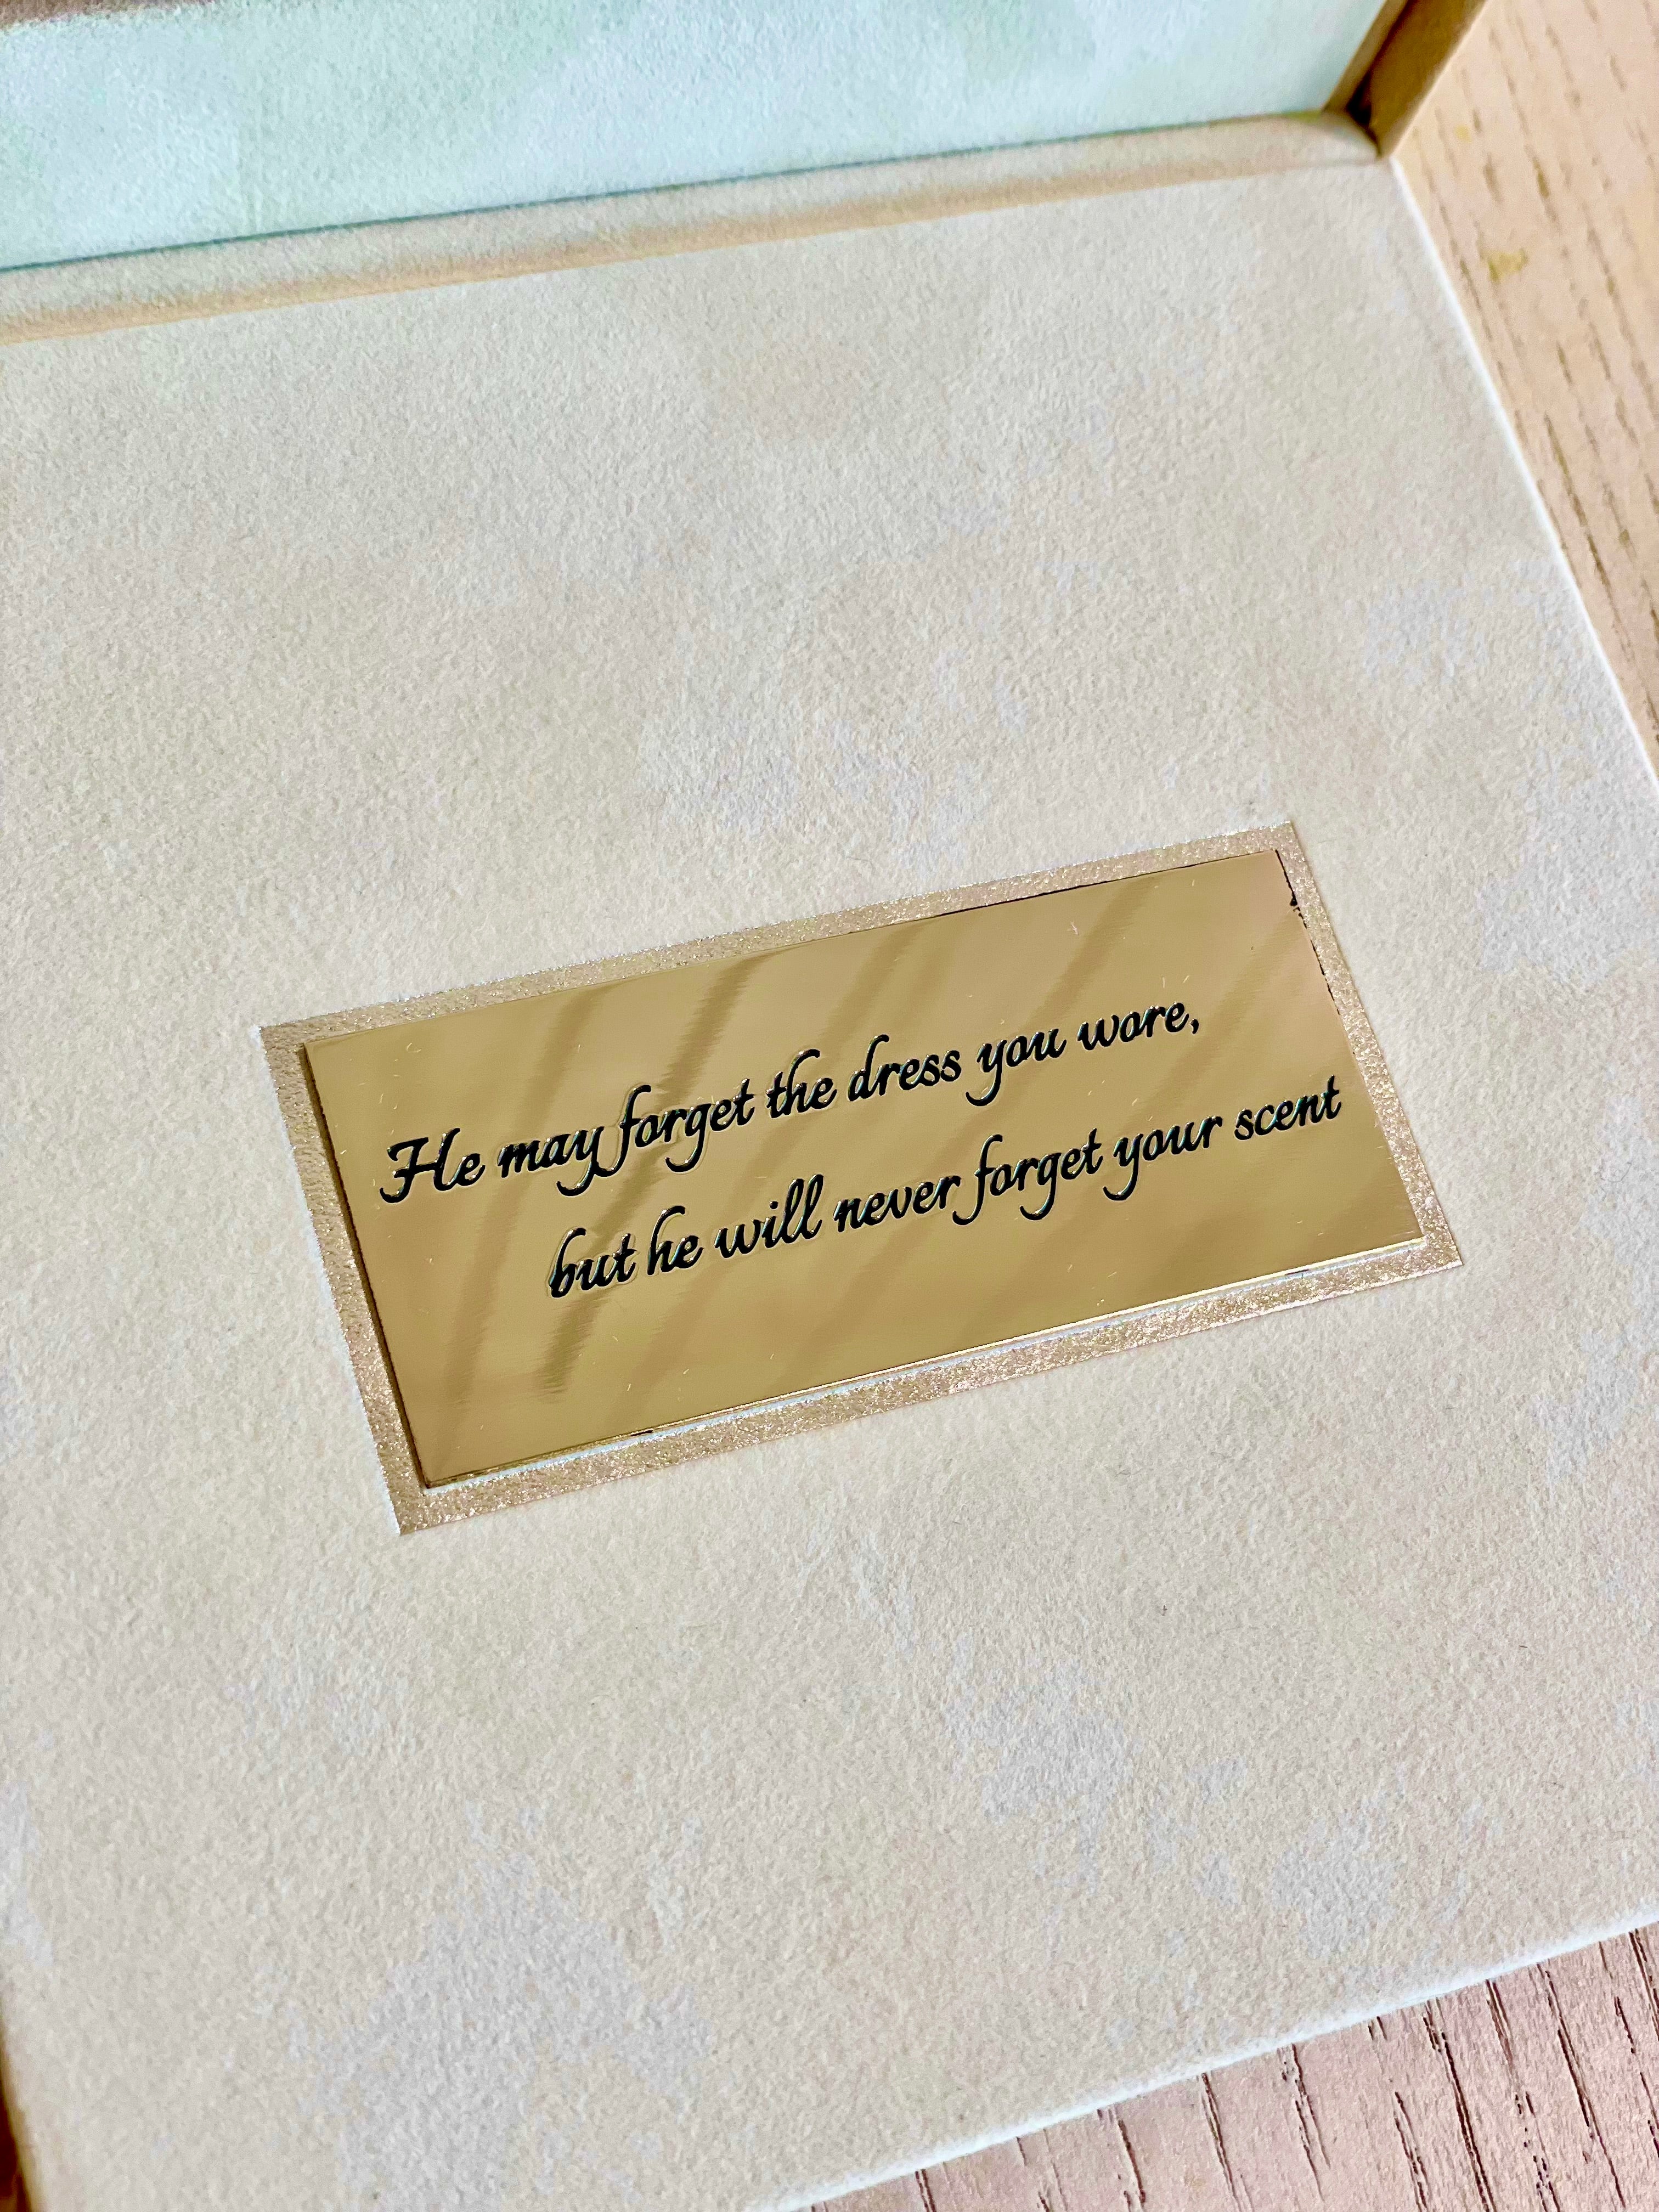 He may forget the dress you wore,
but he will never forget your scent